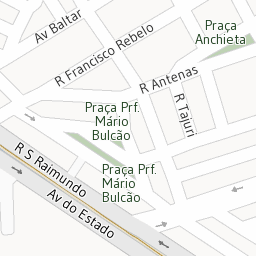 Av Baltar
Praça
Anchieta
R Francisco Rebelo
R Antenas
R Tajuri
Praça Prf.
Mário
Bulcão
R S Raimundo
Praça Prf.
Mário
Bulcão
Av do Estado